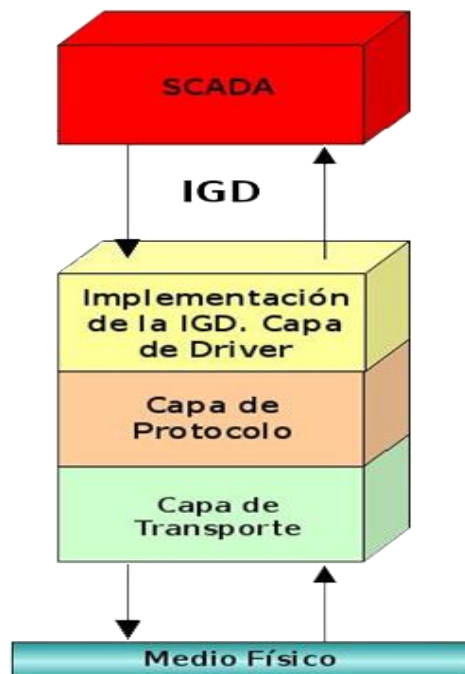 SCADA
IGD
Implementación
de la IGD. Capa
de Driver
Capa de
Protocolo
Capa de
Transporte
Medio Físico